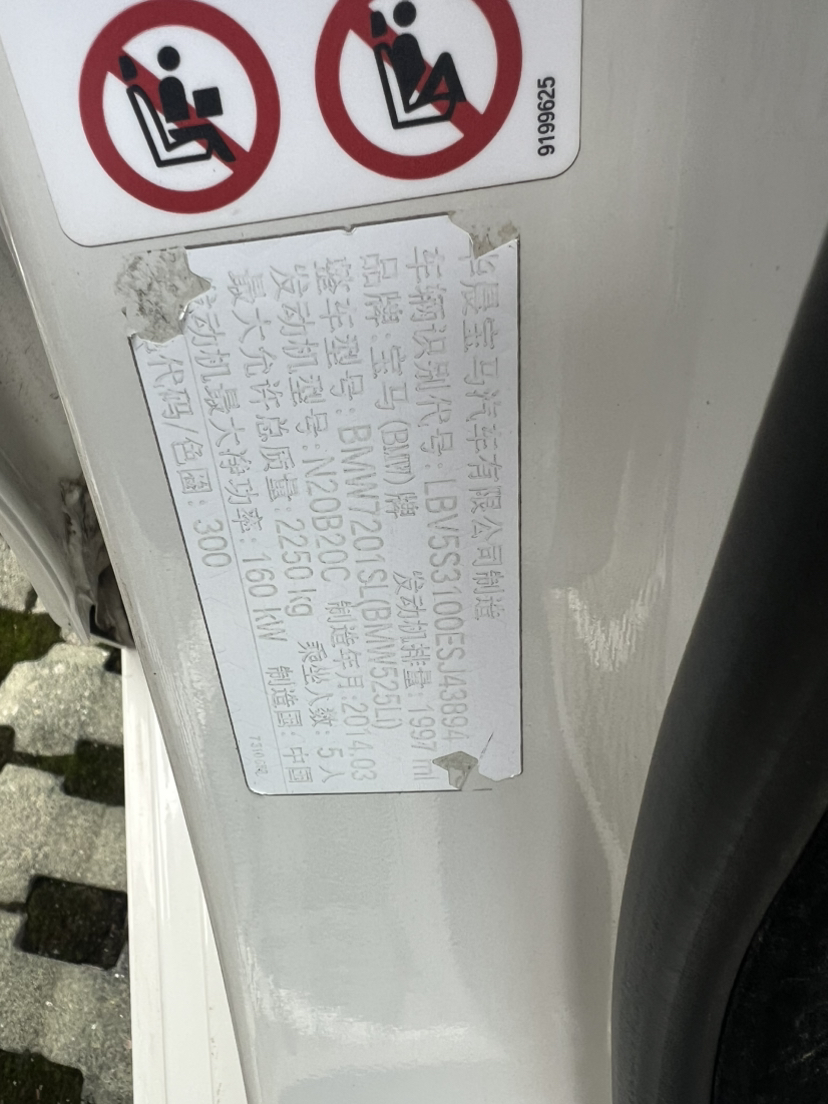 9199625
晨宝马汽车有限公司制造
车辆识别代号: LBV5S3100ESJ43894
品牌: 宝马(BMW)牌 发动机排量: 1997 ml
整车型号: BMW7201SL(BMW525Li)
发动机型号: N20B20C 制造年月: 2014.03
最大允许总质量: 2250 kg 乘坐人数: 5人
动机最大净功率: 160 kW 制造国: 中国
代码/色圈: 300